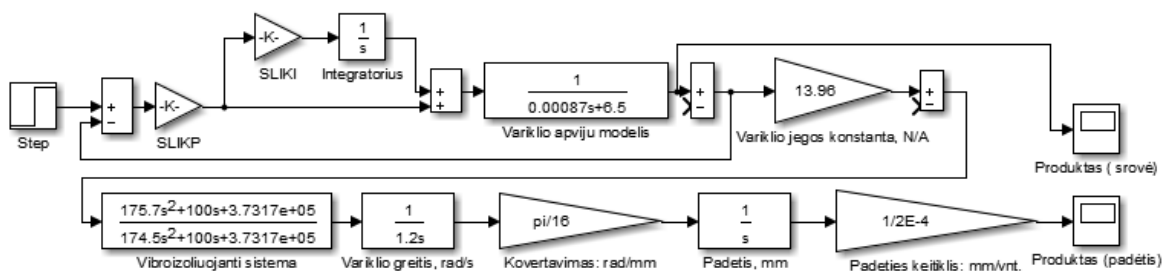 -K-
SLIKI
1
s
Integratorius
Step
+
−
-K-
SLIKP
+
+
1
0.00087s+6.5
Variklio apviju modelis
+
−
13.96
Variklio jegos konstanta, N/A
+
−
Produktas ( srovė)
175.7s²+100s+3.7317e+05
174.5s²+100s+3.7317e+05
Vibroizoliuojanti sistema
1
1.2s
Variklio greitis, rad/s
pi/16
Kovertavimas: rad/mm
1
s
Padetis, mm
1/2E-4
Padeties keitiklis: mm/vnt.
Produktas (padėtis)